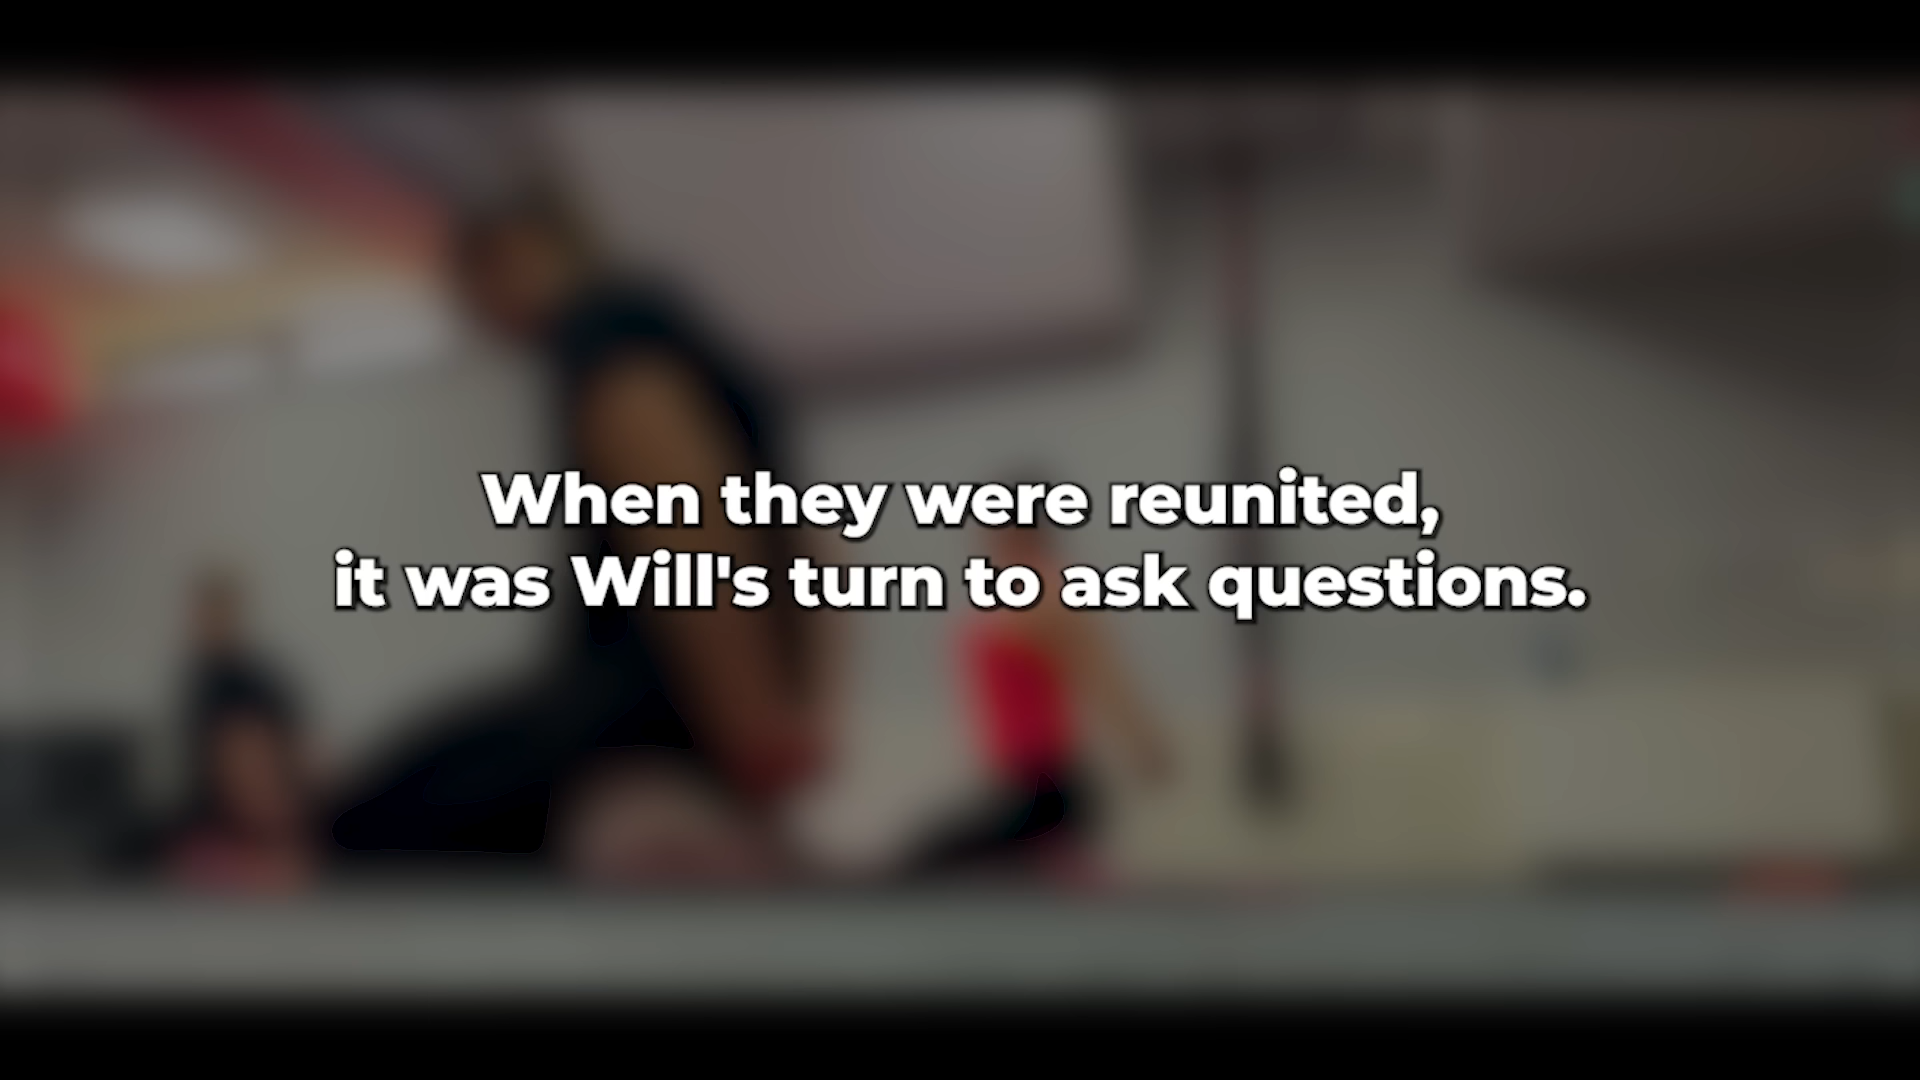 When they were reunited,
it was Will's turn to ask questions.